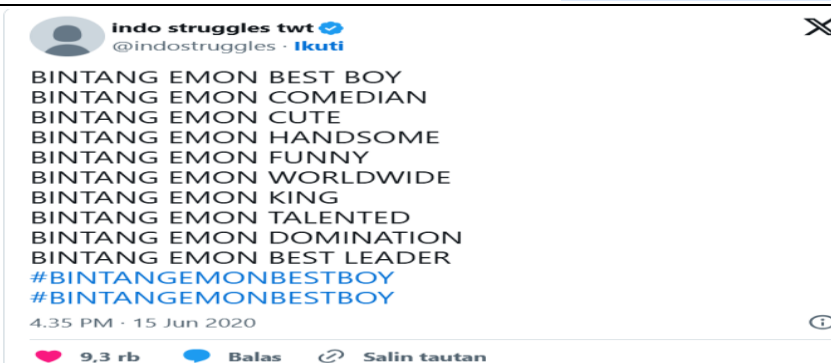 indo struggles twt
@indostruggles · Ikuti
BINTANG EMON BEST BOY
BINTANG EMON COMEDIAN
BINTANG EMON CUTE
BINTANG EMON HANDSOME
BINTANG EMON FUNNY
BINTANG EMON WORLDWIDE
BINTANG EMON KING
BINTANG EMON TALENTED
BINTANG EMON DOMINATION
BINTANG EMON BEST LEADER
#BINTANGEMONBESTBOY
#BINTANGEMONBESTBOY
4.35 PM · 15 Jun 2020
9,3 rb Balas Salin tautan